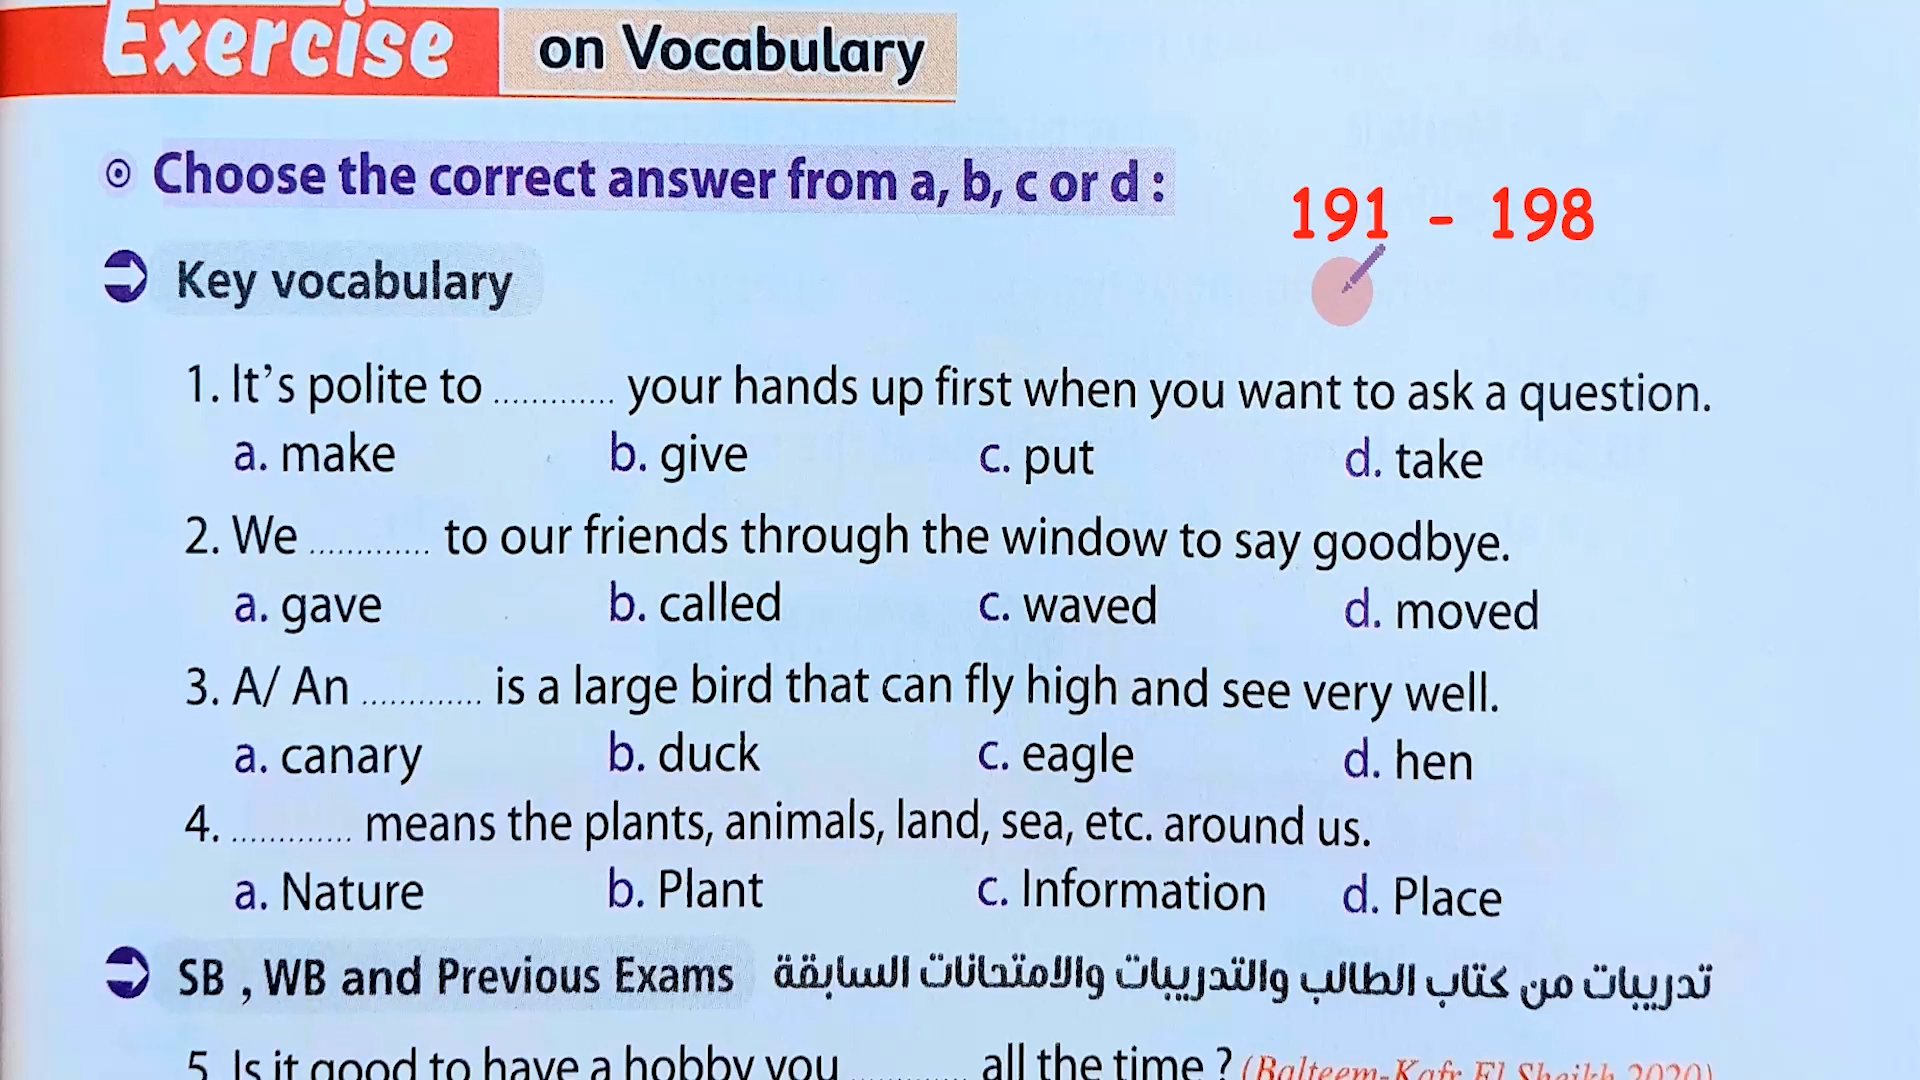 Exercise on Vocabulary
Choose the correct answer from a, b, c or d :
191 - 198
Key vocabulary
1. It's polite to ............. your hands up first when you want to ask a question.
a. make b. give c. put d. take
2. We ............. to our friends through the window to say goodbye.
a. gave b. called c. waved d. moved
3. A/ An ............. is a large bird that can fly high and see very well.
a. canary b. duck c. eagle d. hen
4. ............. means the plants, animals, land, sea, etc. around us.
a. Nature b. Plant c. Information d. Place
SB , WB and Previous Exams تدريبات من كتاب الطالب والتدريبات والامتحانات السابقة
5. Is it good to have a hobby you ............. all the time ? (Balteem-Kafr El Sheikh 2020)